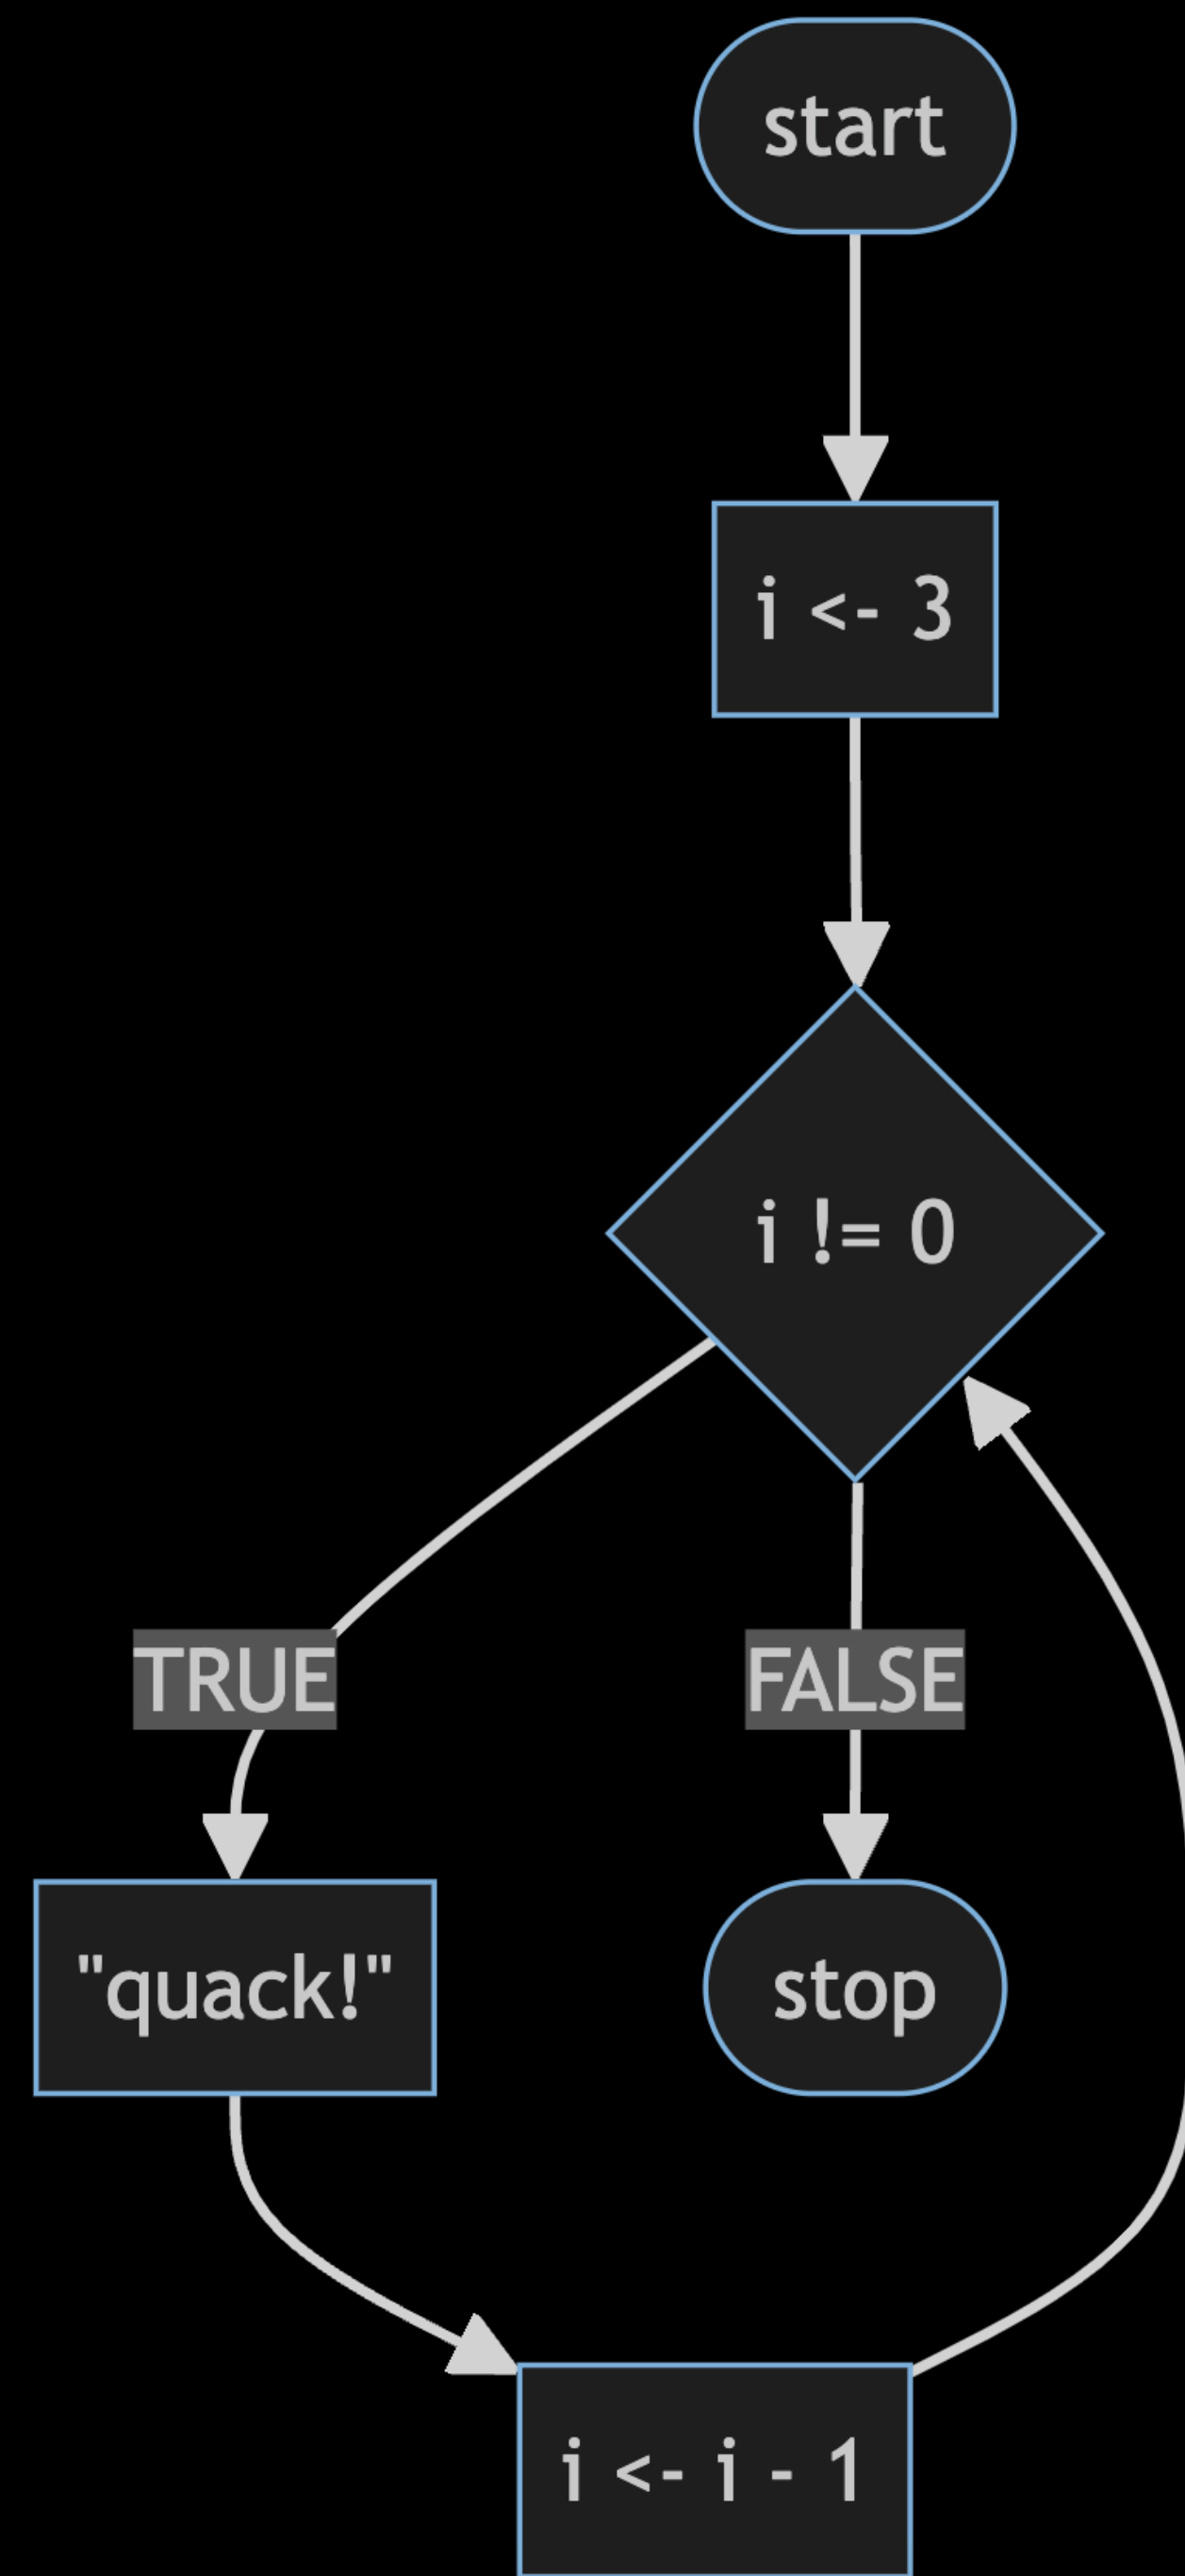 start
i <- 3
i != 0
TRUE
FALSE
"quack!"
stop
i <- i - 1